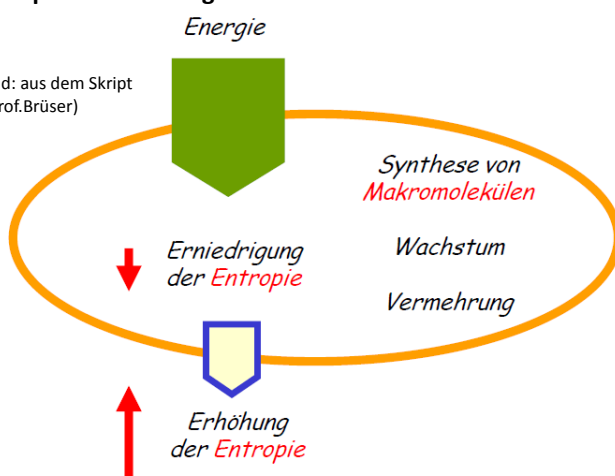 Energie
d: aus dem Skript
rof.Brüser)
Synthese von
Makromolekülen
Erniedrigung
der Entropie
Wachstum
Vermehrung
Erhöhung
der Entropie